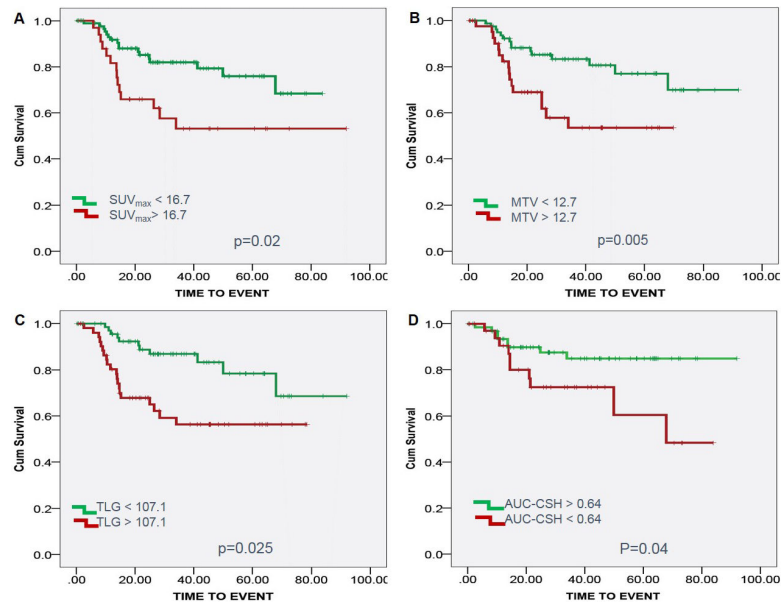 A
Cum Survival
1.0
0.8
0.6
0.4
0.2
0.0
SUVmax < 16.7
SUVmax> 16.7
p=0.02
.00 20.00 40.00 60.00 80.00 100.00
TIME TO EVENT
B
Cum Survival
1.0
0.8
0.6
0.4
0.2
0.0
MTV < 12.7
MTV > 12.7
p=0.005
.00 20.00 40.00 60.00 80.00 100.00
TIME TO EVENT
C
Cum Survival
1.0
0.8
0.6
0.4
0.2
0.0
TLG < 107.1
TLG > 107.1
p=0.025
.00 20.00 40.00 60.00 80.00 100.00
TIME TO EVENT
D
Cum Survival
1.0
0.8
0.6
0.4
0.2
0.0
AUC-CSH > 0.64
AUC-CSH < 0.64
P=0.04
.00 20.00 40.00 60.00 80.00 100.00
TIME TO EVENT